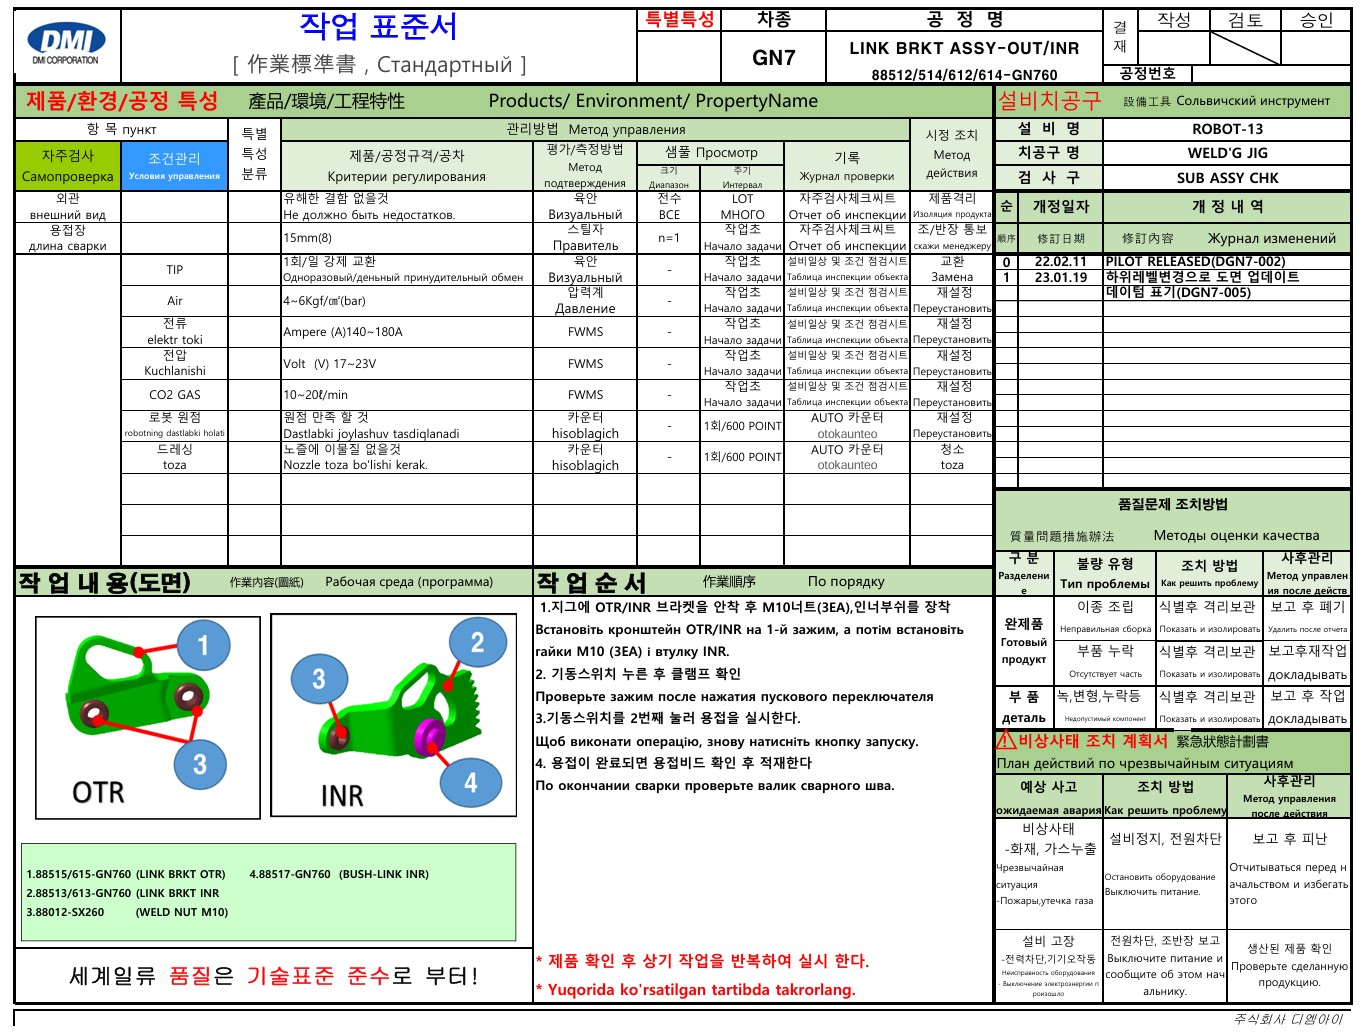 DMI
DMI CORPORATION
작업 표준서
[ 作業標準書 , Стандартный ]
특별특성
차종
GN7
공 정 명
LINK BRKT ASSY-OUT/INR
88512/514/612/614-GN760
결재
작성
검토
승인
공정번호
제품/환경/공정 특성 產品/環境/工程特性 Products/ Environment/ PropertyName
항 목 пункт
특별
특성
분류
管理방법 Метод управления
시정 조치
Метод
действия
자주검사
Самопроверка
조건관리
Условия управления
제품/공정규격/공차
Критерии регулирования
평가/측정방법
Метод
подтверждения
샘풀 Просмотр
크기
Диапазон
주기
Интервал
기록
Журнал проверки
외관
внешний вид
유해한 결함 없을것
Не должно быть недостатков.
육안
Визуальный
전수
ВСЕ
LOT
МНОГО
자주검사체크씨트
Отчет об инспекции
제품격리
Изоляция продукта
용접장
длина сварки
15mm(8)
스틸자
Правитель
n=1
작업초
Начало задачи
자주검사체크씨트
Отчет об инспекции
조/반장 통보
скажи менеджеру
TIP
1회/일 강제 교환
Одноразовый/деньный принудительный обмен
육안
Визуальный
-
작업초
Начало задачи
설비일상 및 조건 점검시트
Таблица инспекции объекта
교환
Замена
Air
4~6Kgf/㎠(bar)
압력계
Давление
-
작업초
Начало задачи
설비일상 및 조건 점검시트
Таблица инспекции объекта
재설정
Переустановить
전류
elektr toki
Ampere (A)140~180A
FWMS
-
작업초
Начало задачи
설비일상 및 조건 점검시트
Таблица инспекции объекта
재설정
Переустановить
전압
Kuchlanishi
Volt (V) 17~23V
FWMS
-
작업초
Начало задачи
설비일상 및 조건 점검시트
Таблица инспекции объекта
재설정
Переустановить
CO2 GAS
10~20ℓ/min
FWMS
-
작업초
Начало задачи
설비일상 및 조건 점검시트
Таблица инспекции объекта
재설정
Переустановить
로봇 원점
robotning dastlabki holati
원점 만족 할 것
Dastlabki joylashuv tasdiqlanadi
카운터
hisoblagich
-
1회/600 POINT
AUTO 카운터
otokaunteo
재설정
Переустановить
드레싱
toza
노즐에 이물질 없을것
Nozzle toza bo'lishi kerak.
카운터
hisoblagich
-
1회/600 POINT
AUTO 카운터
otokaunteo
청소
toza
설비치공구 設備工具 Сольвичский инструмент
설 비 명
ROBOT-13
치공구 명
WELD'G JIG
검 사 구
SUB ASSY CHK
순
개정일자
개 정 내 역
順序
修訂日期
修訂內容 Журнал изменений
0 22.02.11 PILOT RELEASED(DGN7-002)
1 23.01.19 하위레벨변경으로 도면 업데이트
데이텀 표기(DGN7-005)
품질문제 조치방법
質量問題措施辦法 Методы оценки качества
구 분
Разделени
е
불량 유형
Тип проблемы
조치 방법
Как решить проблему
사후관리
Метод управлен
ия после действ
완제품
Готовый
продукт
이종 조립
Неправильная сборка
식별후 격리보관
Показать и изолировать
보고 후 폐기
Удалить после отчета
부품 누락
Отсутствует часть
식별후 격리보관
Показать и изолировать
보고후재작업
докладывать
부 품
деталь
녹,변형,누락등
Недопустимый компонент
식별후 격리보관
Показать и изолировать
보고 후 작업
докладывать
비상사태 조치 계획서 緊急狀態計劃書
План действий по чрезвычайным ситуациям
예상 사고
ожидаемая авария
조치 방법
Как решить проблему
사후관리
Метод управления
после действия
비상사태
-화재, 가스누출
Чрезвычайная
ситуация
-Пожары,утечка газа
설비정지, 전원차단
Остановить оборудование
Выключить питание.
보고 후 피난
Отчитываться перед н
ачальством и избегать
этого
설비 고장
-전력차단,기기오작동
Неисправность оборудования
- Выключение электроэнергии п
роизошло
전원차단, 조반장 보고
Выключите питание и
сообщите об этом нач
альнику.
생산된 제품 확인
Проверьте сделанную
продукцию.
작 업 내 용(도면) 作業內容(圖紙) Рабочая среда (программа)
1
3
OTR
2
3
4
INR
1.88515/615-GN760 (LINK BRKT OTR) 4.88517-GN760 (BUSH-LINK INR)
2.88513/613-GN760 (LINK BRKT INR
3.88012-SX260 (WELD NUT M10)
세계일류 품질은 기술표준 준수로 부터!
작 업 순 서 作業順序 По порядку
1.지그에 OTR/INR 브라켓을 안착 후 M10너트(3EA),인너부쉬를 장착
Встановіть кронштейн OTR/INR на 1-й зажим, а потім встановіть
гайки M10 (3EA) і втулку INR.
2. 기동스위치 누른 후 클램프 확인
Проверьте зажим после нажатия пускового переключателя
3.기동스위치를 2번째 눌러 용접을 실시한다.
Щоб виконати операцію, знову натисніть кнопку запуску.
4. 용접이 완료되면 용접비드 확인 후 적재한다
По окончании сварки проверьте валик сварного шва.
* 제품 확인 후 상기 작업을 반복하여 실시 한다.
* Yuqorida ko'rsatilgan tartibda takrorlang.
주식회사 디엠아이